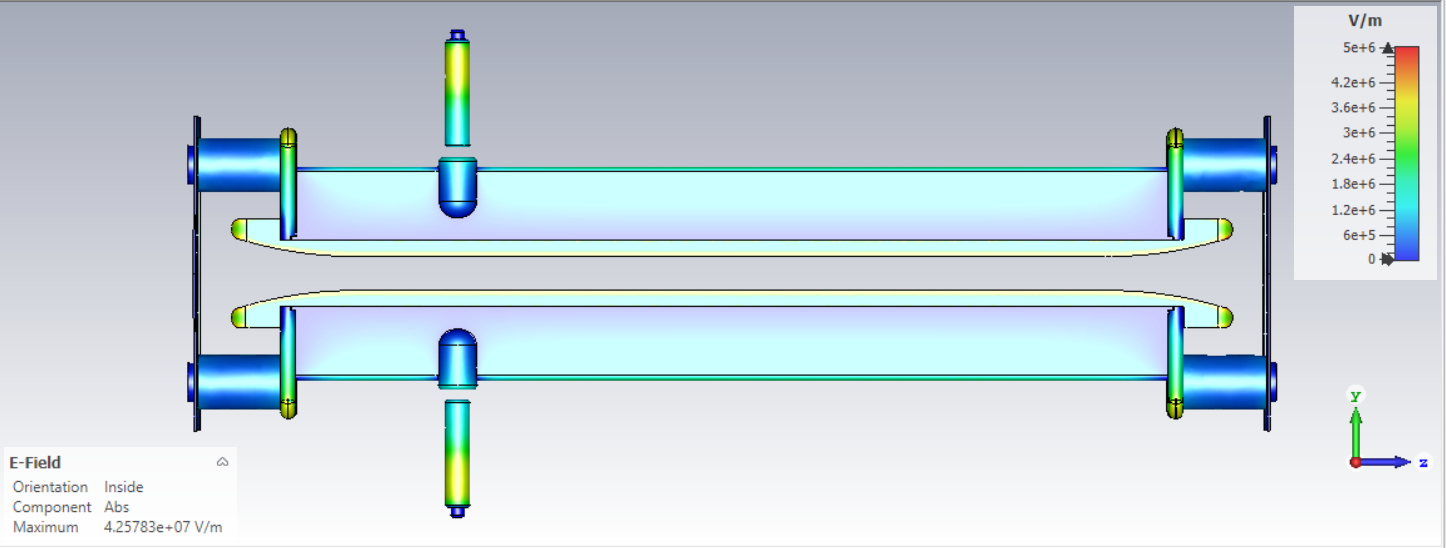 V/m
5e+6
4.2e+6
3.6e+6
3e+6
2.4e+6
1.8e+6
1.2e+6
6e+5
0
y
z
E-Field
Orientation Inside
Component Abs
Maximum 4.25783e+07 V/m